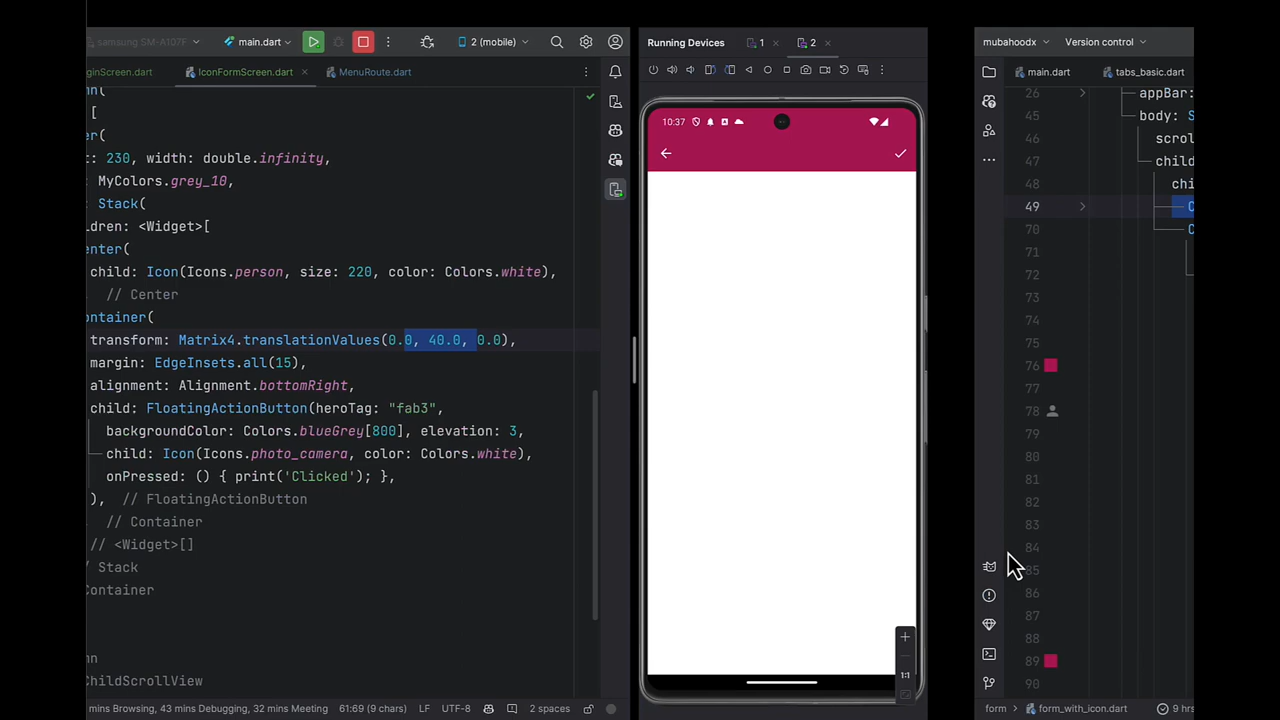 samsung SM-A107F
main.dart
2 (mobile)
ginScreen.dart
IconFormScreen.dart
MenuRoute.dart
n(
[
er(
t: 230, width: double.infinity,
: MyColors.grey_10,
: Stack(
ldren: <Widget>[
enter(
child: Icon(Icons.person, size: 220, color: Colors.white),
// Center
ontainer(
transform: Matrix4.translationValues(0.0, 40.0, 0.0),
margin: EdgeInsets.all(15),
alignment: Alignment.bottomRight,
child: FloatingActionButton(heroTag: "fab3",
backgroundColor: Colors.blueGrey[800], elevation: 3,
child: Icon(Icons.photo_camera, color: Colors.white),
onPressed: () { print('Clicked'); },
), // FloatingActionButton
// Container
// <Widget>[]
/ Stack
Container
mn
ChildScrollView
mins Browsing, 43 mins Debugging, 32 mins Meeting
61:69 (9 chars)
LF
UTF-8
2 spaces
Running Devices
1
2
10:37
1:1
mubahoodx
Version control
main.dart
tabs_basic.dart
26 appBar:
45 body: S
46 scrol
47 child
48 chi
49 C
70 C
71
72
73
74
75
76
77
78
79
80
81
82
83
84
85
86
87
88
89
90
form
form_with_icon.dart
9 hrs